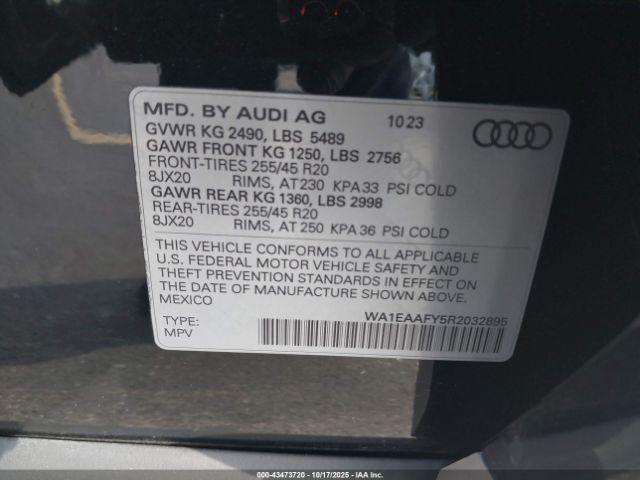 MFD. BY AUDI AG 10 23
GVWR KG 2490, LBS 5489
GAWR FRONT KG 1250, LBS 2756
FRONT-TIRES 255/45 R20
8JX20 RIMS, AT 230 KPA 33 PSI COLD
GAWR REAR KG 1360, LBS 2998
REAR-TIRES 255/45 R20
8JX20 RIMS, AT 250 KPA 36 PSI COLD
THIS VEHICLE CONFORMS TO ALL APPLICABLE
U.S. FEDERAL MOTOR VEHICLE SAFETY AND
THEFT PREVENTION STANDARDS IN EFFECT ON
THE DATE OF MANUFACTURE SHOWN ABOVE.
MEXICO
WA1EAAFY5R2032895
TYPE:
MPV
000-43473720 - 10/17/2025 - IAA Corp.